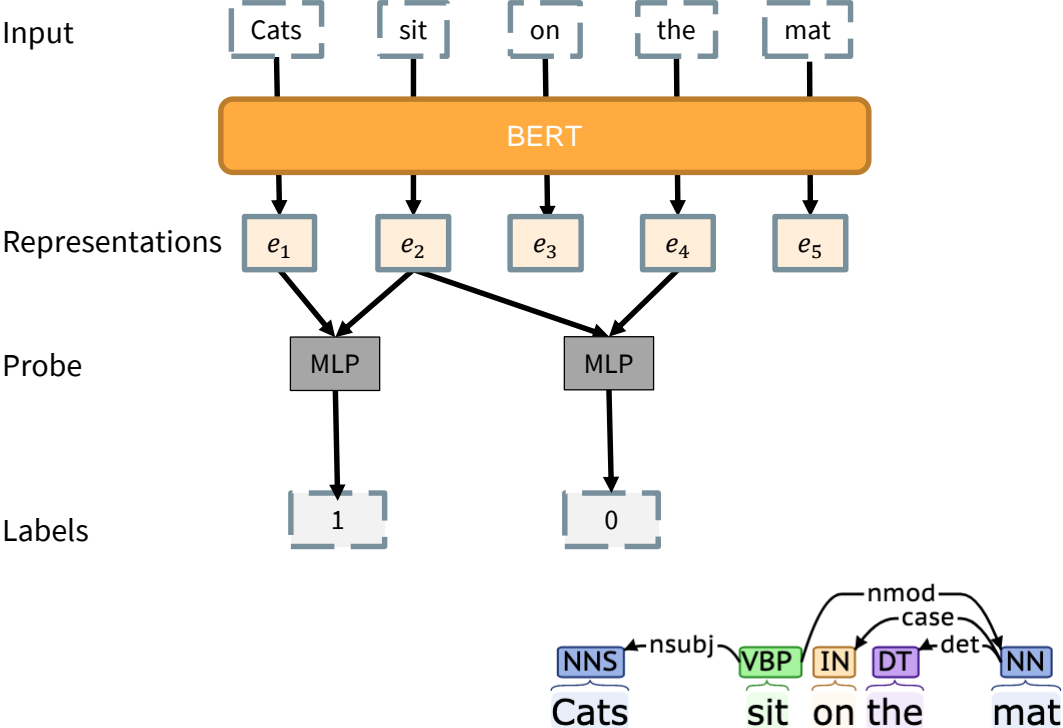 Input Cats sit on the mat
BERT
Representations e1 e2 e3 e4 e5
Probe MLP MLP
Labels 1 0
nmod
case
nsubj det
NNS VBP IN DT NN
Cats sit on the mat